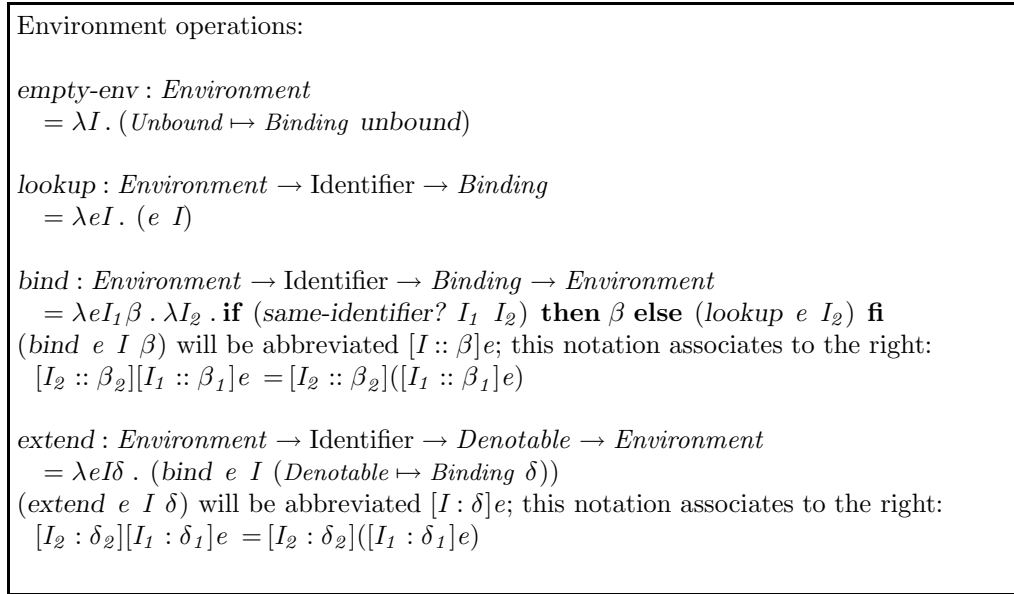 Environment operations:
empty-env : Environment
= λI . (Unbound ↦ Binding unbound)
lookup : Environment → Identifier → Binding
= λeI . (e I)
bind : Environment → Identifier → Binding → Environment
= λeI₁β . λI₂ . if (same-identifier? I₁ I₂) then β else (lookup e I₂) fi
(bind e I β) will be abbreviated [I :: β]e; this notation associates to the right:
[I₂ :: β₂][I₁ :: β₁]e = [I₂ :: β₂]([I₁ :: β₁]e)
extend : Environment → Identifier → Denotable → Environment
= λeIδ . (bind e I (Denotable ↦ Binding δ))
(extend e I δ) will be abbreviated [I : δ]e; this notation associates to the right:
[I₂ : δ₂][I₁ : δ₁]e = [I₂ : δ₂]([I₁ : δ₁]e)